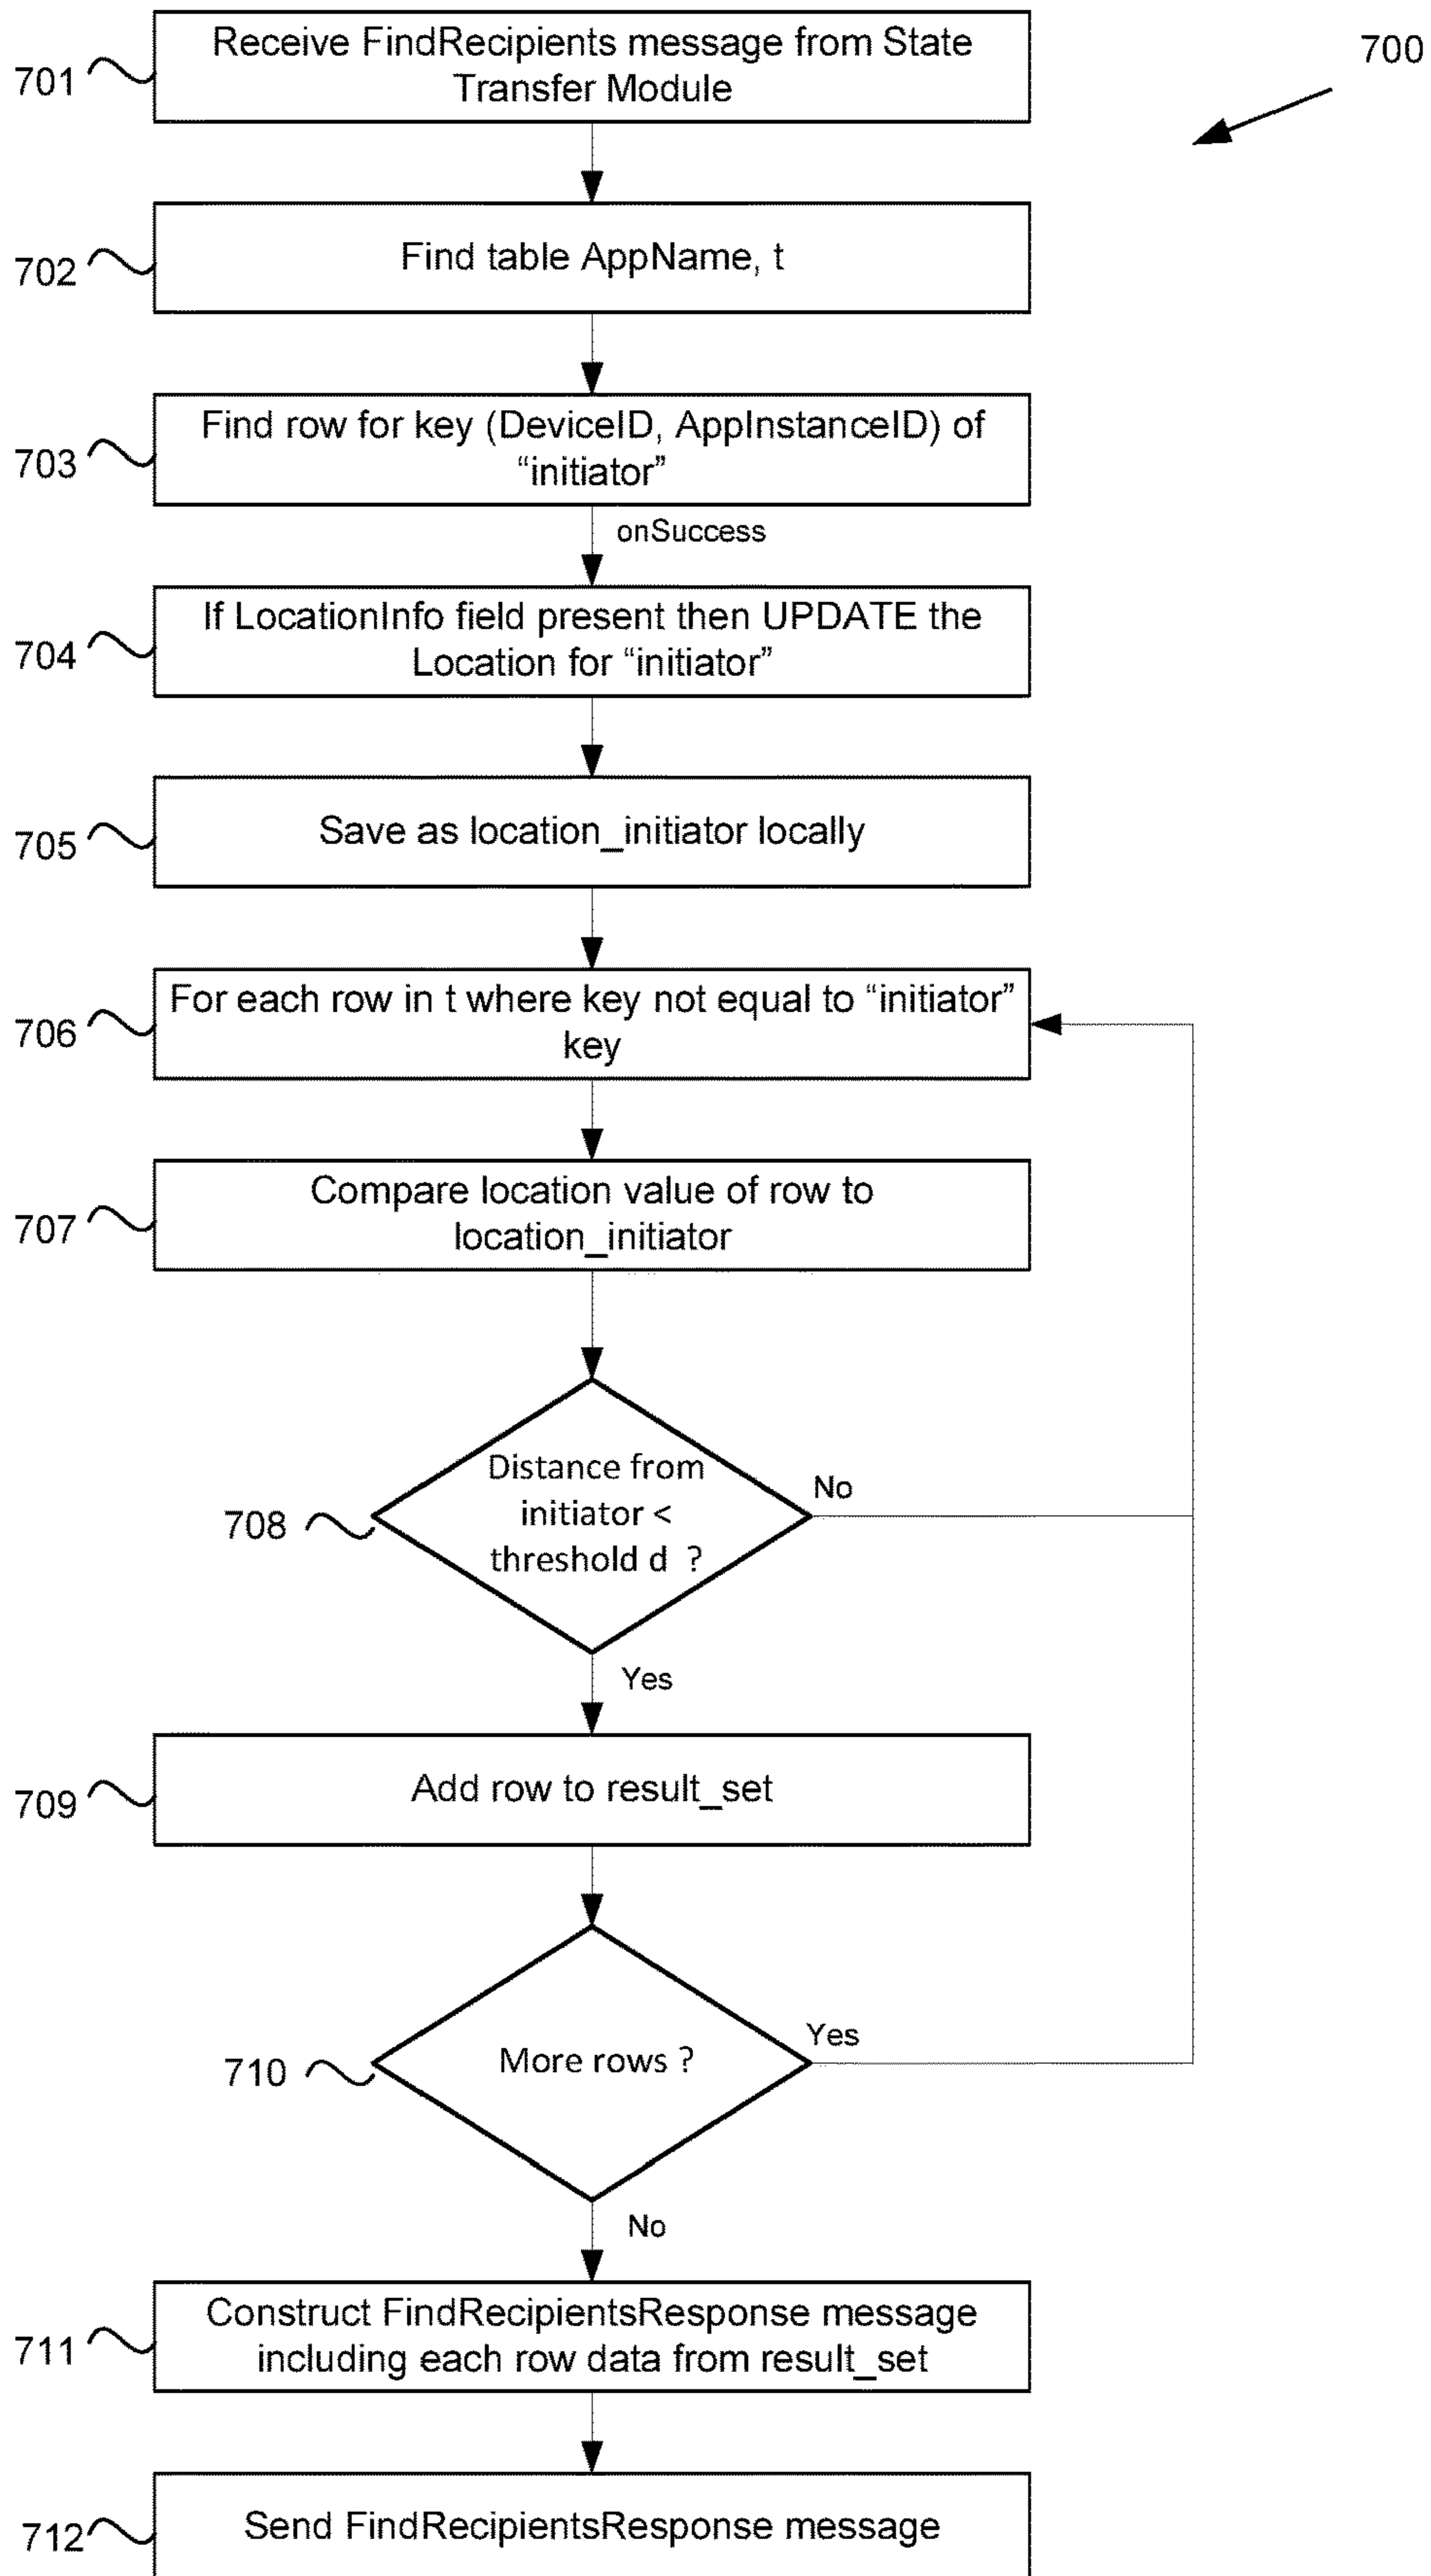 Receive FindRecipients message from State
Transfer Module
701
700
Find table AppName, t
702
Find row for key (DeviceID, AppInstanceID) of
“initiator”
703
onSuccess
If LocationInfo field present then UPDATE the
Location for “initiator”
704
Save as location_initiator locally
705
For each row in t where key not equal to “initiator”
key
706
Compare location value of row to
location_initiator
707
Distance from
initiator <
threshold d ?
No
708
Yes
Add row to result_set
709
More rows ?
Yes
710
No
Construct FindRecipientsResponse message
including each row data from result_set
711
Send FindRecipientsResponse message
712